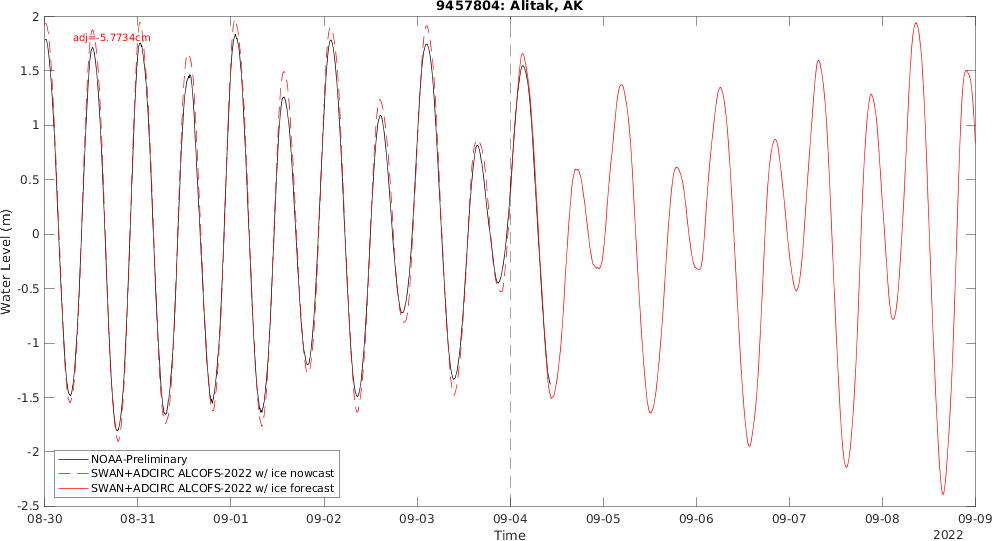 9457804: Alitak, AK
adj=-5.7734cm
2
1.5
1
0.5
0
-0.5
-1
-1.5
-2
-2.5
Water Level (m)
NOAA-Preliminary
SWAN+ADCIRC ALCOFS-2022 w/ ice nowcast
SWAN+ADCIRC ALCOFS-2022 w/ ice forecast
08-30 08-31 09-01 09-02 09-03 09-04 09-05 09-06 09-07 09-08 09-09
Time
2022